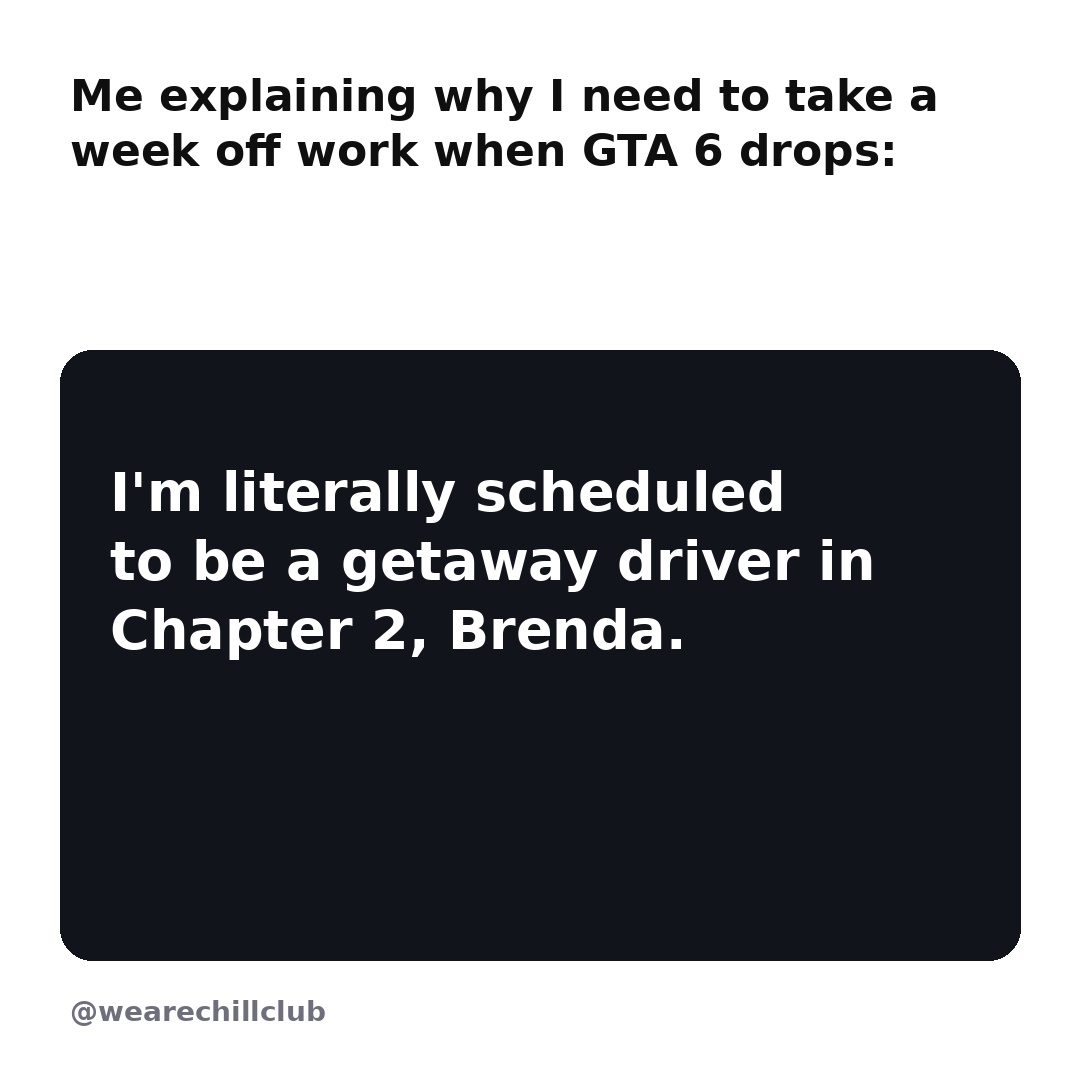 Me explaining why I need to take a
week off work when GTA 6 drops:
I'm literally scheduled
to be a getaway driver in
Chapter 2, Brenda.
@wearechillclub